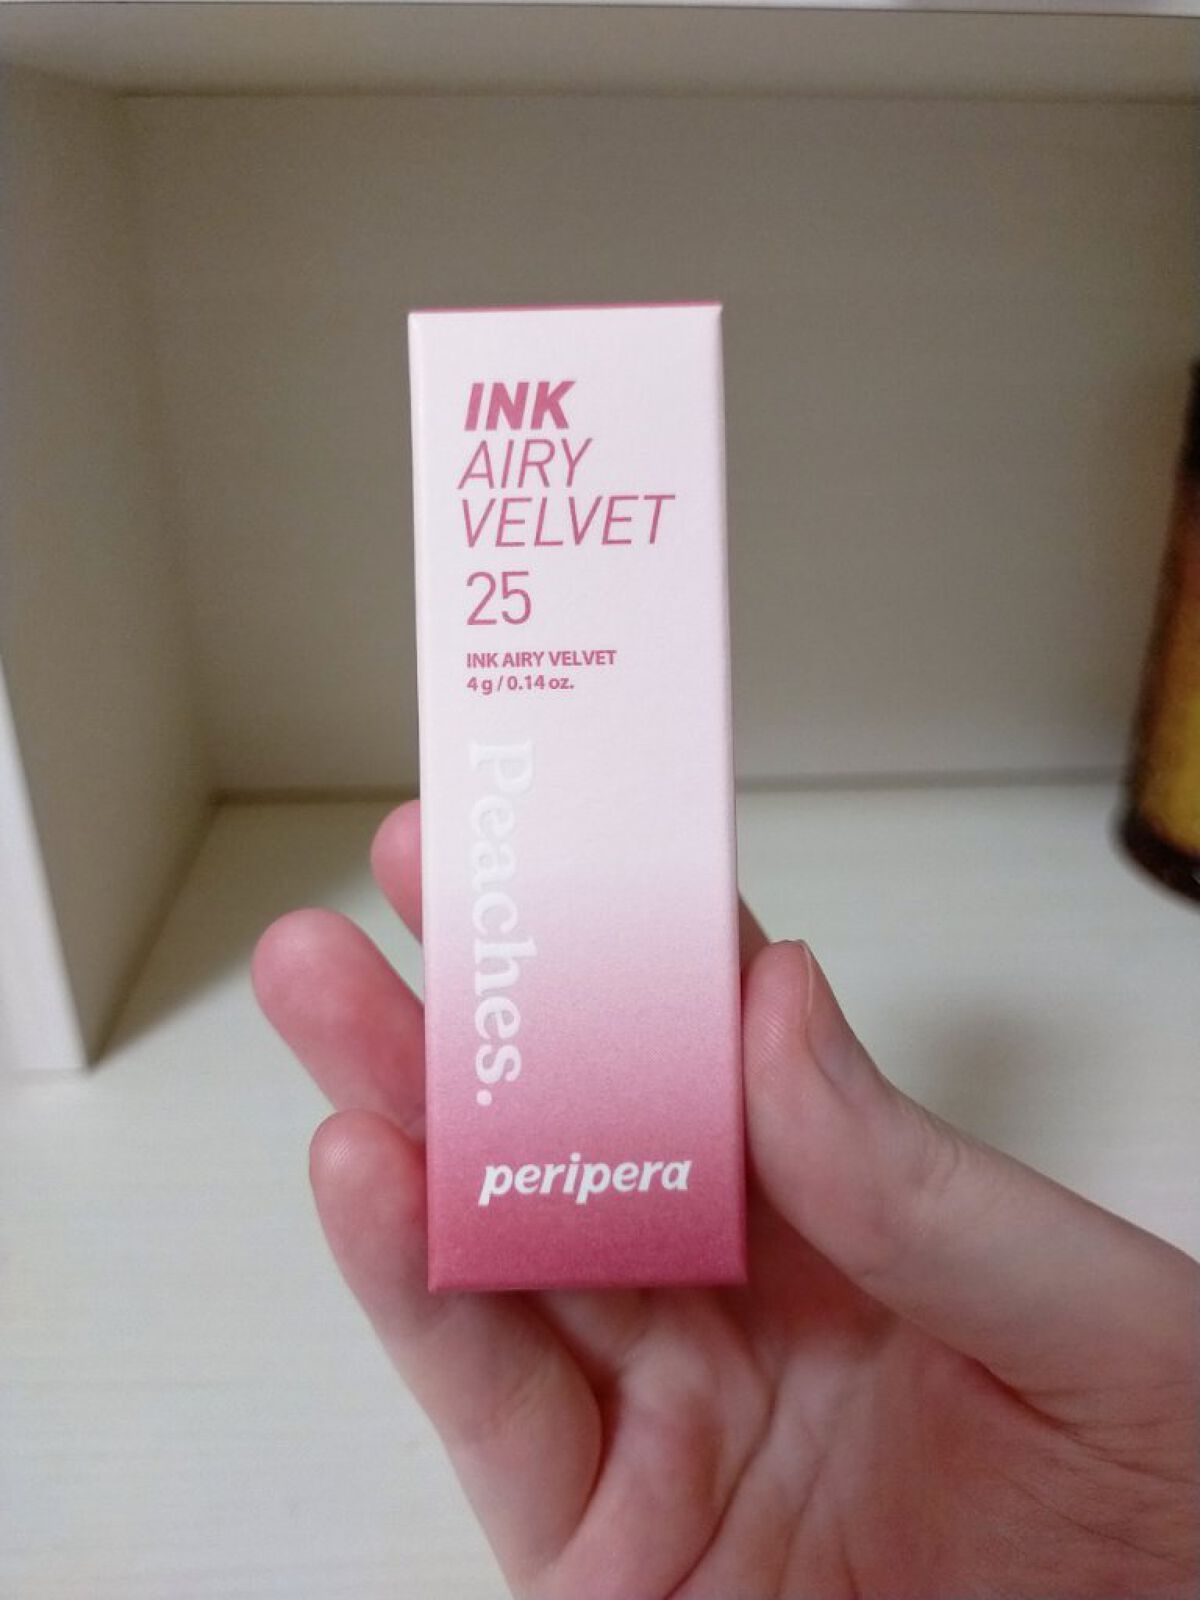 INK
AIRY
VELVET
25
INK AIRY VELVET
4 g / 0.14 oz.
Peaches.
peripera